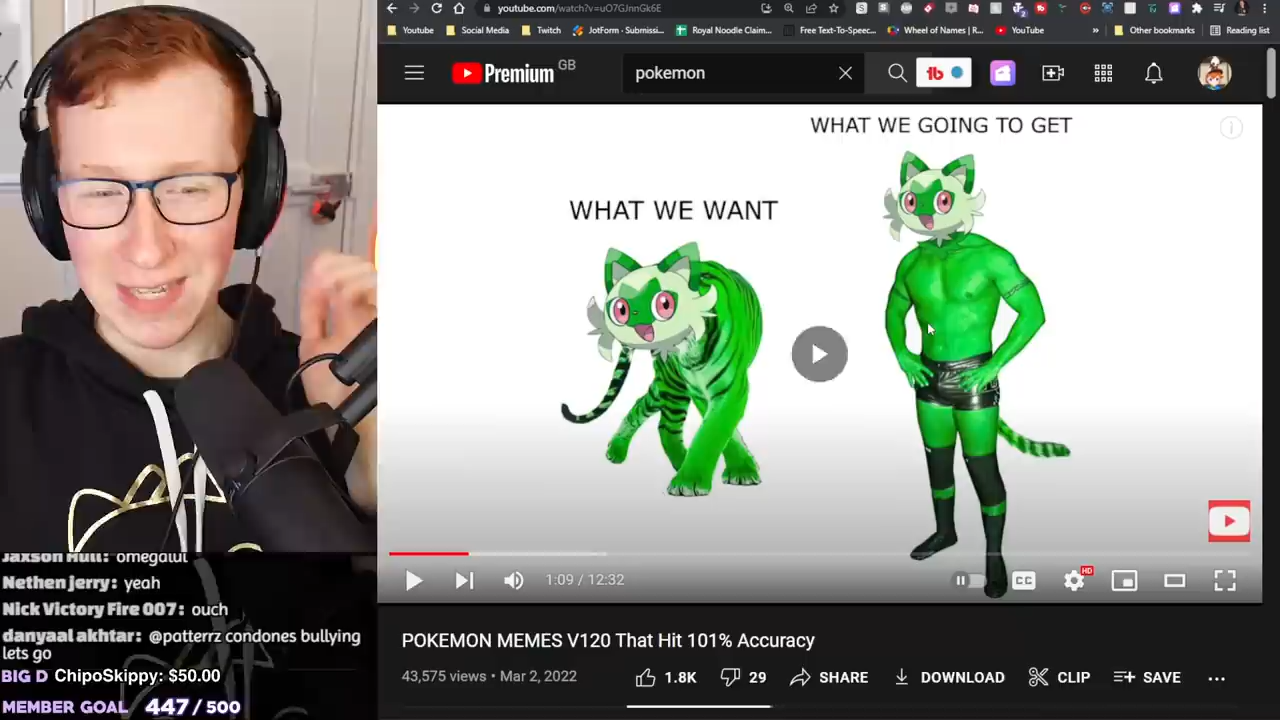 youtube.com/watch?v=uO7GJnnGk6E
Youtube Social Media Twitch JotForm - Submissi... Royal Noodle Claim... Free Text-To-Speec... Wheel of Names | R... YouTube » Other bookmarks Reading list
Premium GB
pokemon
WHAT WE GOING TO GET
WHAT WE WANT
1:09 / 12:32
CC
HD
POKEMON MEMES V120 That Hit 101% Accuracy
43,575 views • Mar 2, 2022
1.8K 29 SHARE DOWNLOAD CLIP SAVE
Jaxson Hull: omegalul
Nethen jerry: yeah
Nick Victory Fire 007: ouch
danyaal akhtar: @patterrz condones bullying
lets go
BIG D ChipoSkippy: $50.00
MEMBER GOAL 447 / 500